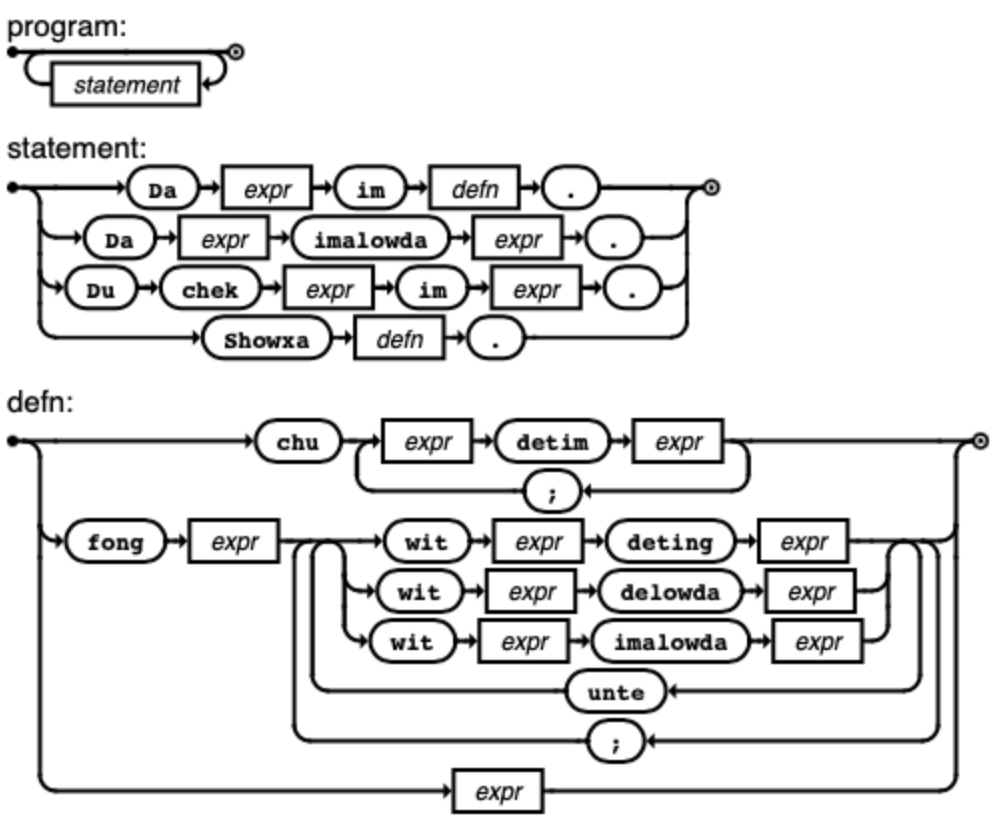 program:
statement
statement:
Da expr im defn .
Da expr imalowda expr .
Du chek expr im expr .
Showxa defn .
defn:
chu expr detim expr
;
fong expr wit expr deting expr
wit expr delowda expr
wit expr imalowda expr
unte
;
expr